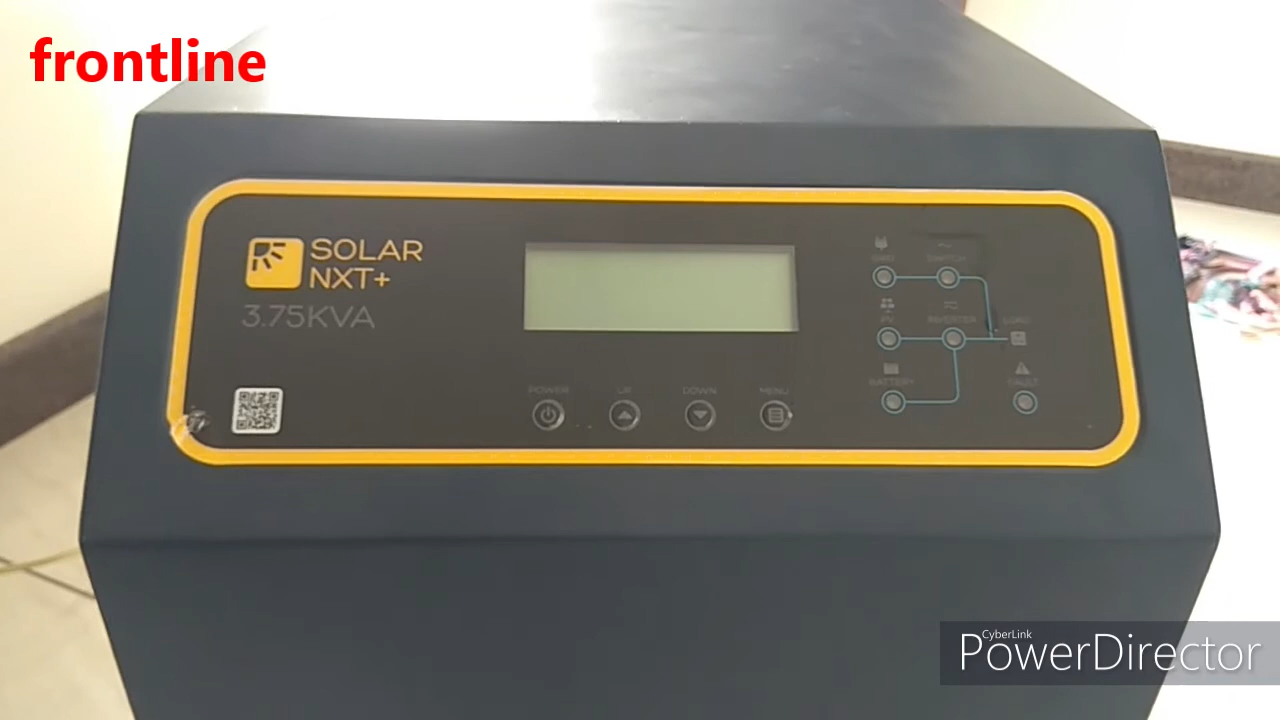 frontline
SOLAR
NXT+
3.75KVA
GRID
SWITCH
PV
INVERTER
LOAD
BATTERY
FAULT
POWER
UP
DOWN
MENU
CyberLink
PowerDirector